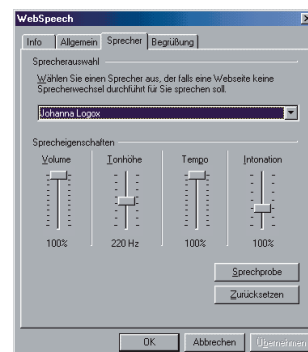 WebSpeech
Info Allgemein Sprecher Begrüßung
Sprecherauswahl
Wählen Sie einen Sprecher aus, der falls eine Webseite keine
Sprecherwechsel durchführt für Sie sprechen soll.
Johanna Logox
Sprecheigenschaften
Volume Tonhöhe Tempo Intonation
100% 220 Hz 100% 100%
Sprechprobe
Zurücksetzen
OK Abbrechen Übernehmen